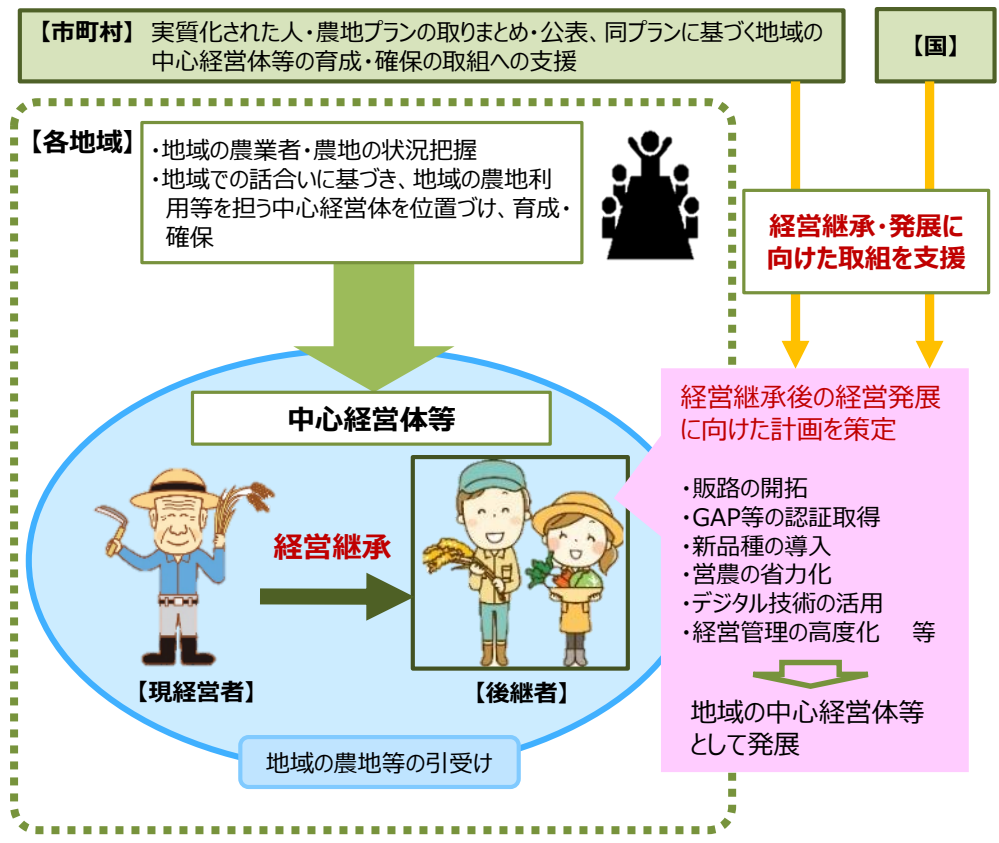 【市町村】 実質化された人・農地プランの取りまとめ・公表、同プランに基づく地域の
中心経営体等の育成・確保の取組への支援
【国】
【各地域】
・地域の農業者・農地の状況把握
・地域での話合いに基づき、地域の農地利
用等を担う中心経営体を位置づけ、育成・
確保
経営継承・発展に
向けた取組を支援
中心経営体等
経営継承
【現経営者】
【後継者】
地域の農地等の引受け
経営継承後の経営発展
に向けた計画を策定
・販路の開拓
・GAP等の認証取得
・新品種の導入
・営農の省力化
・デジタル技術の活用
・経営管理の高度化 等
地域の中心経営体等
として発展